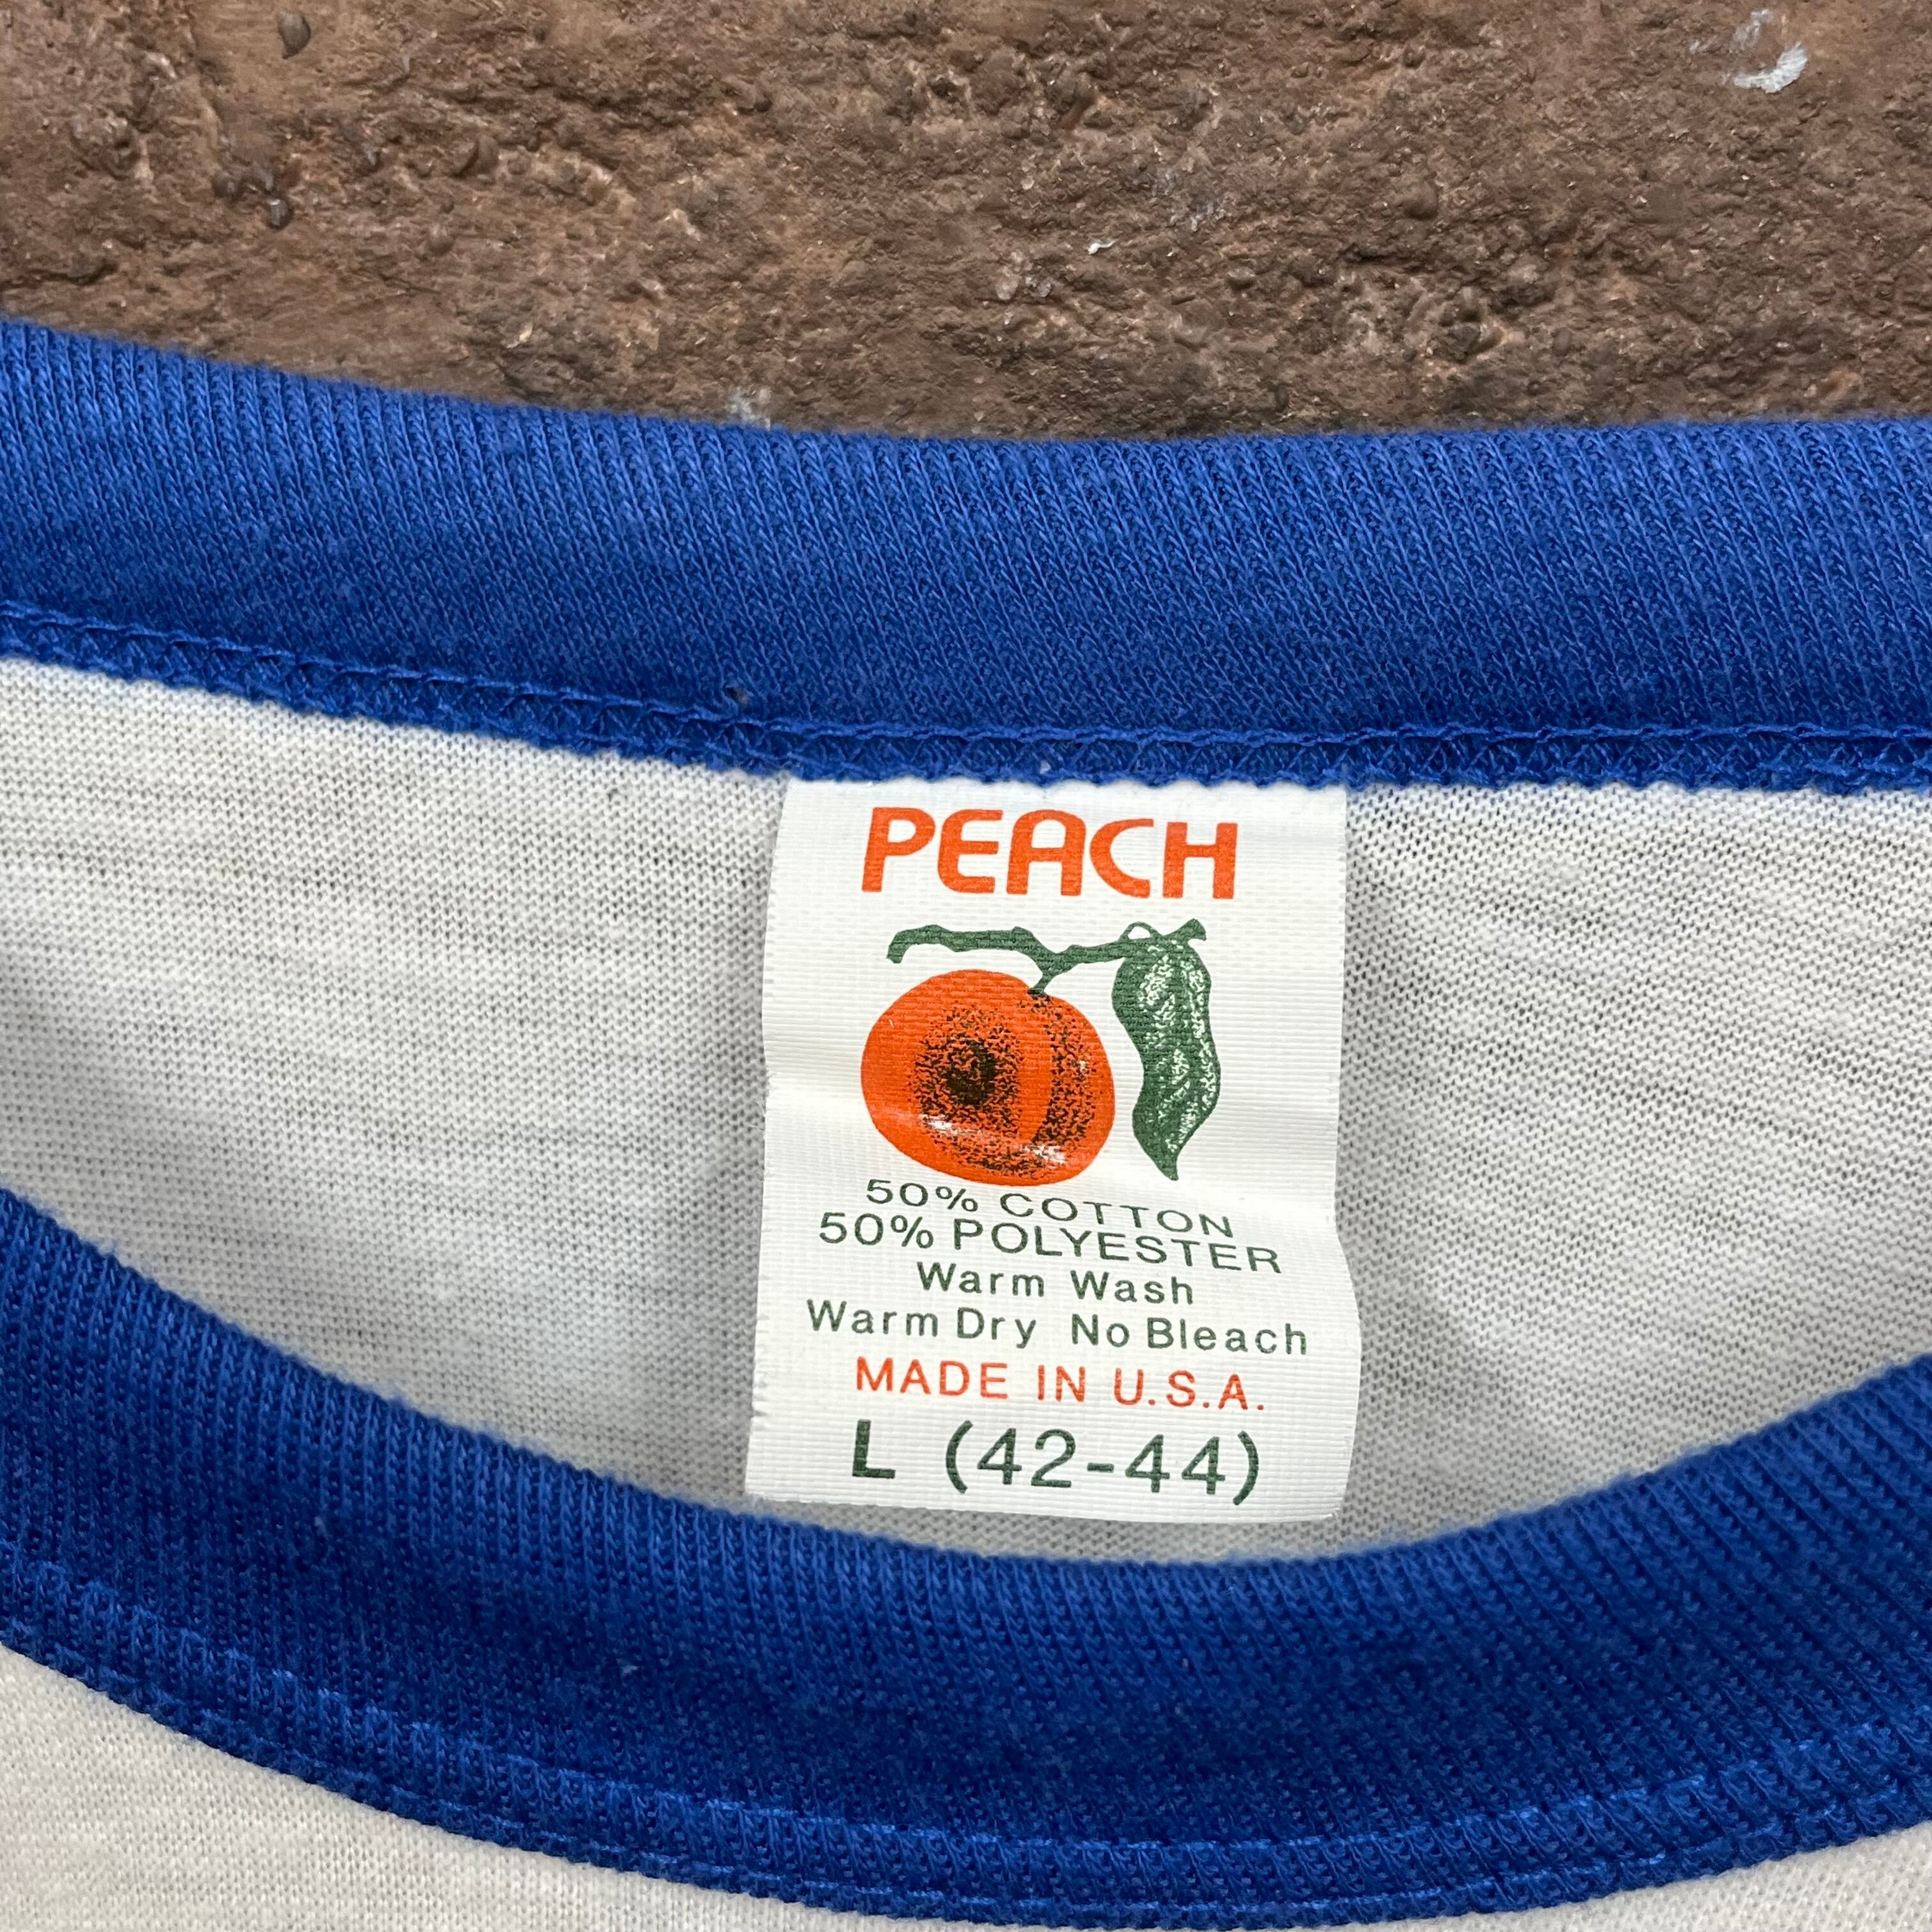 PEACH
50% COTTON
50% POLYESTER
Warm Wash
Warm Dry No Bleach
MADE IN U.S.A.
L (42-44)